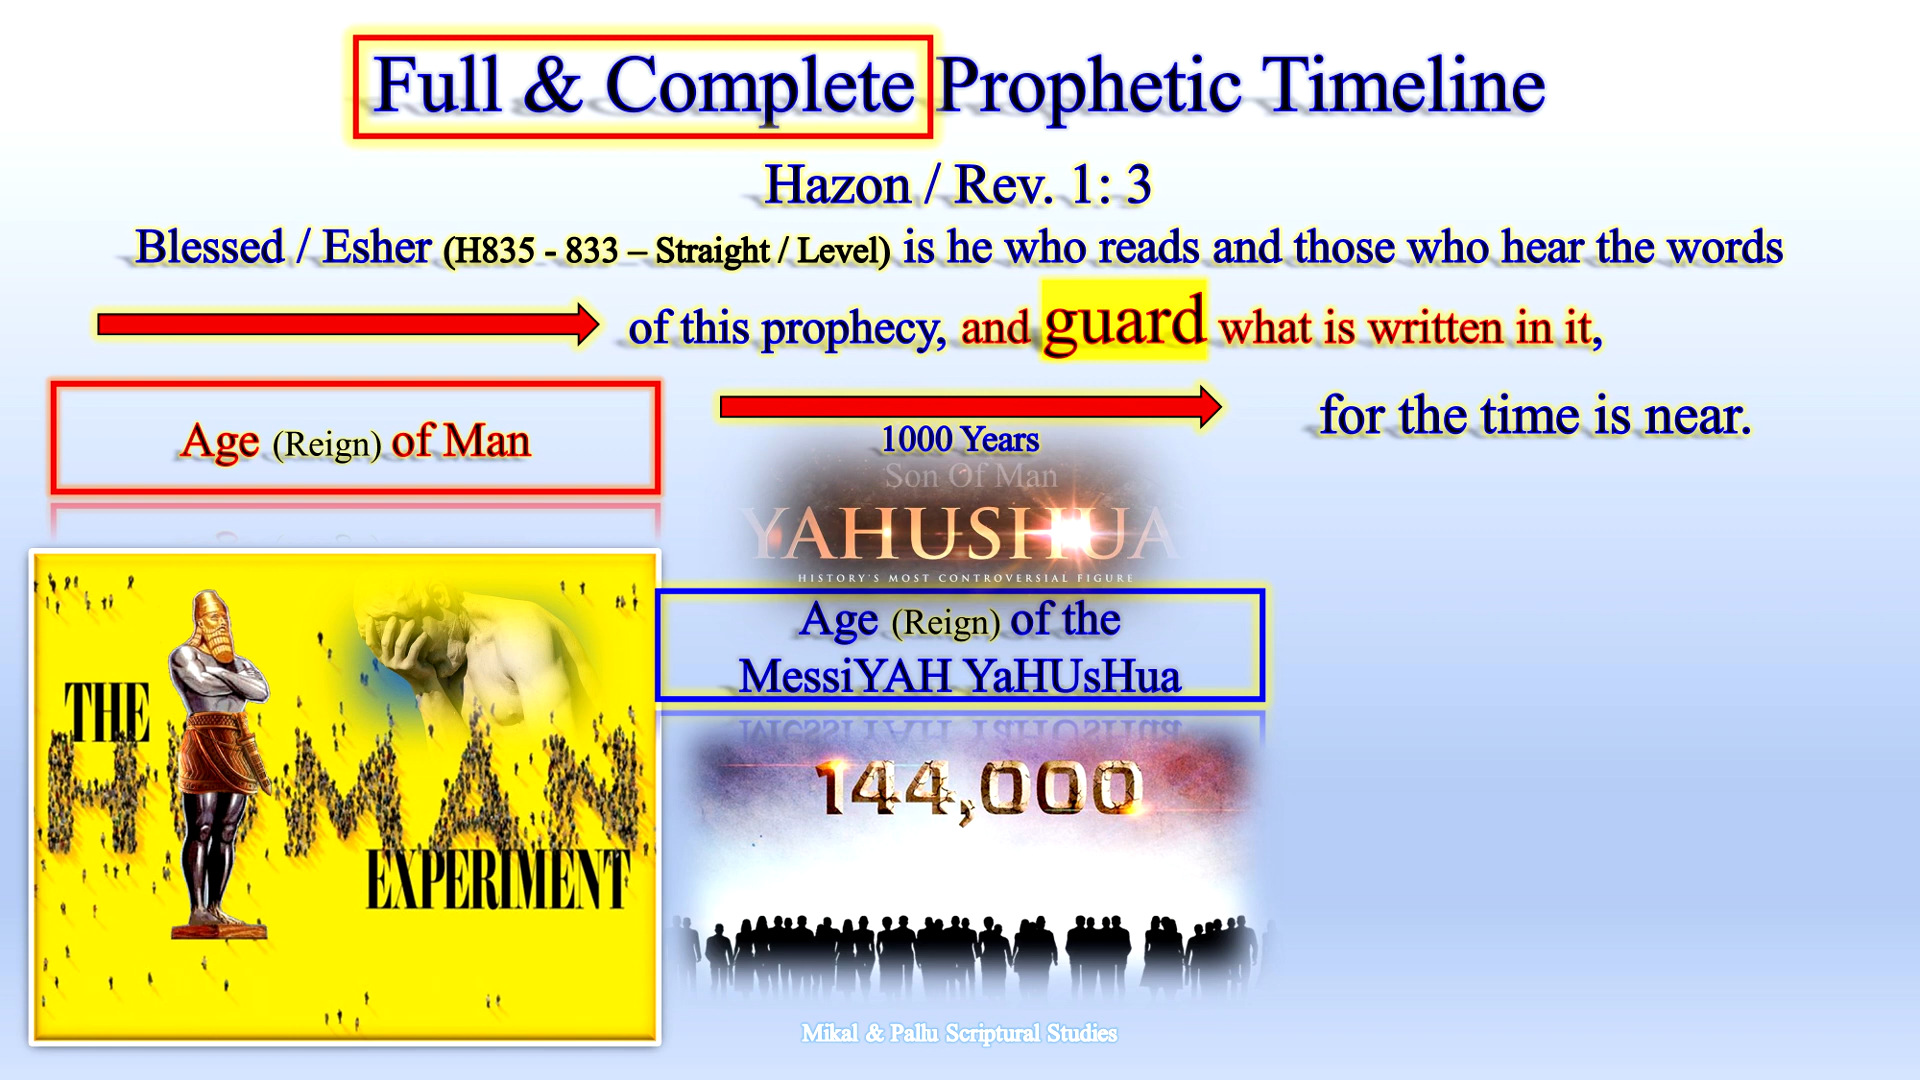 Full & Complete Prophetic Timeline
Hazon / Rev. 1: 3
Blessed / Esher (H835 - 833 – Straight / Level) is he who reads and those who hear the words
of this prophecy, and guard what is written in it,
for the time is near.
Age (Reign) of Man
1000 Years
Son Of Man
YAHUSHUA
HISTORY'S MOST CONTROVERSIAL FIGURE
Age (Reign) of the
MessiYAH YaHUsHua
THE
HUMAN
EXPERIMENT
144,000
Mikal & Pallu Scriptural Studies